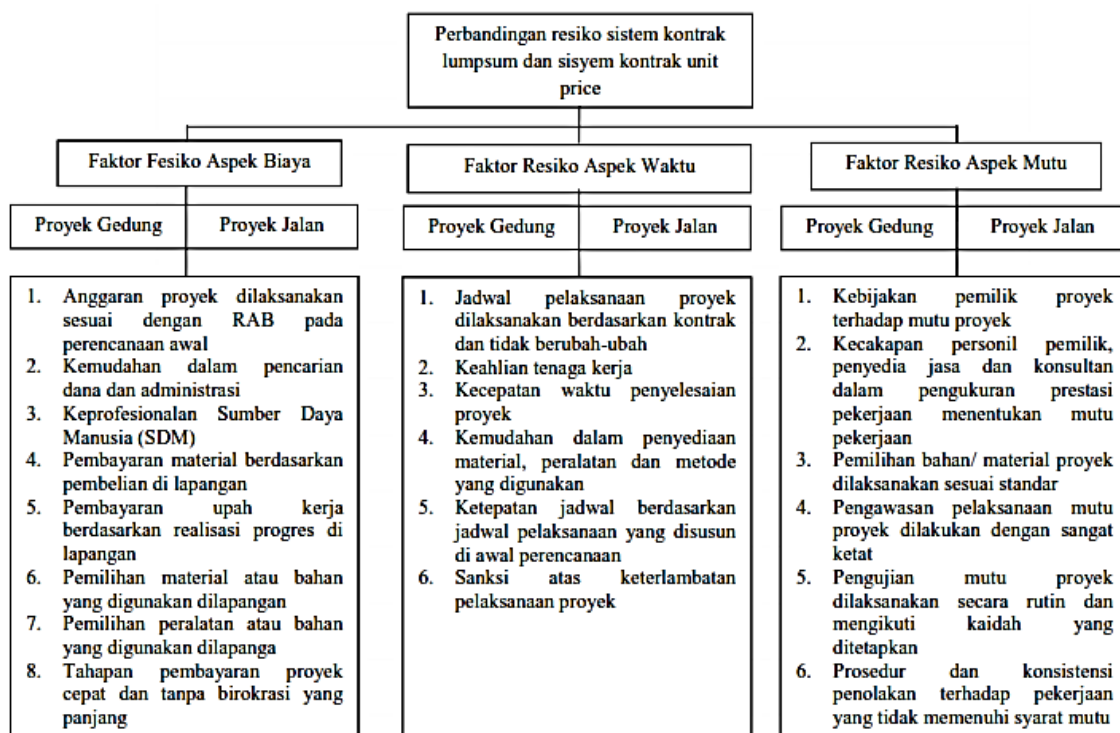 Perbandingan resiko sistem kontrak
lumpsum dan sisyem kontrak unit
price
Faktor Fesiko Aspek Biaya
Faktor Resiko Aspek Waktu
Faktor Resiko Aspek Mutu
Proyek Gedung
Proyek Jalan
Proyek Gedung
Proyek Jalan
Proyek Gedung
Proyek Jalan
1. Anggaran proyek dilaksanakan
sesuai dengan RAB pada
perencanaan awal
2. Kemudahan dalam pencarian
dana dan administrasi
3. Keprofesionalan Sumber Daya
Manusia (SDM)
4. Pembayaran material berdasarkan
pembelian di lapangan
5. Pembayaran upah kerja
berdasarkan realisasi progres di
lapangan
6. Pemilihan material atau bahan
yang digunakan dilapangan
7. Pemilihan peralatan atau bahan
yang digunakan dilapanga
8. Tahapan pembayaran proyek
cepat dan tanpa birokrasi yang
panjang
1. Jadwal pelaksanaan proyek
dilaksanakan berdasarkan kontrak
dan tidak berubah-ubah
2. Keahlian tenaga kerja
3. Kecepatan waktu penyelesaian
proyek
4. Kemudahan dalam penyediaan
material, peralatan dan metode
yang digunakan
5. Ketepatan jadwal berdasarkan
jadwal pelaksanaan yang disusun
di awal perencanaan
6. Sanksi atas keterlambatan
pelaksanaan proyek
1. Kebijakan pemilik proyek
terhadap mutu proyek
2. Kecakapan personil pemilik,
penyedia jasa dan konsultan
dalam pengukuran prestasi
pekerjaan menentukan mutu
pekerjaan
3. Pemilihan bahan/ material proyek
dilaksanakan sesuai standar
4. Pengawasan pelaksanaan mutu
proyek dilakukan dengan sangat
ketat
5. Pengujian mutu proyek
dilaksanakan secara rutin dan
mengikuti kaidah yang
ditetapkan
6. Prosedur dan konsistensi
penolakan terhadap pekerjaan
yang tidak memenuhi syarat mutu